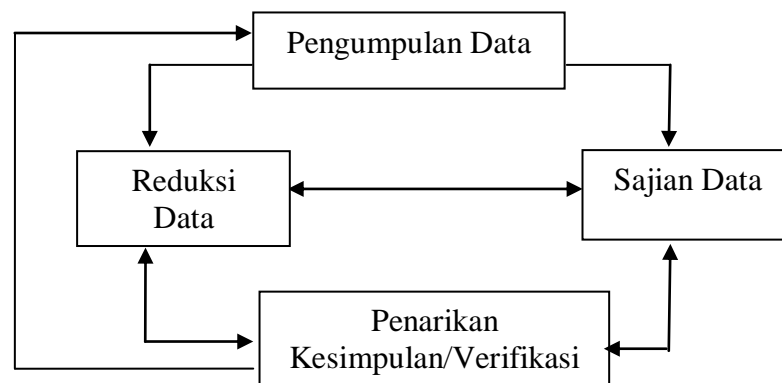 Pengumpulan Data
Reduksi
Data
Sajian Data
Penarikan
Kesimpulan/Verifikasi